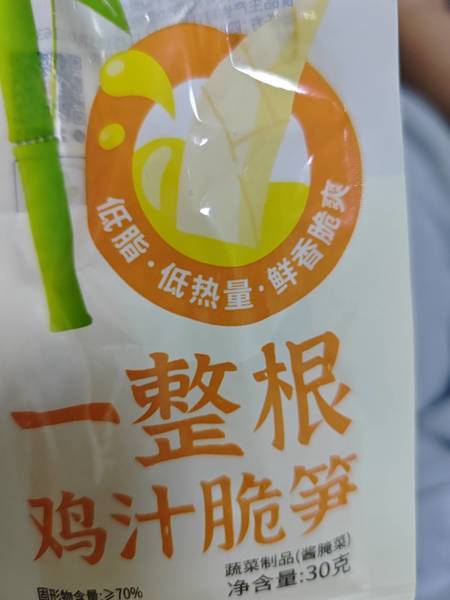 低脂·低热量·鲜香脆爽
一整根
鸡汁脆笋
蔬菜制品(酱腌菜)
固形物含量:≥70%
净含量:30克